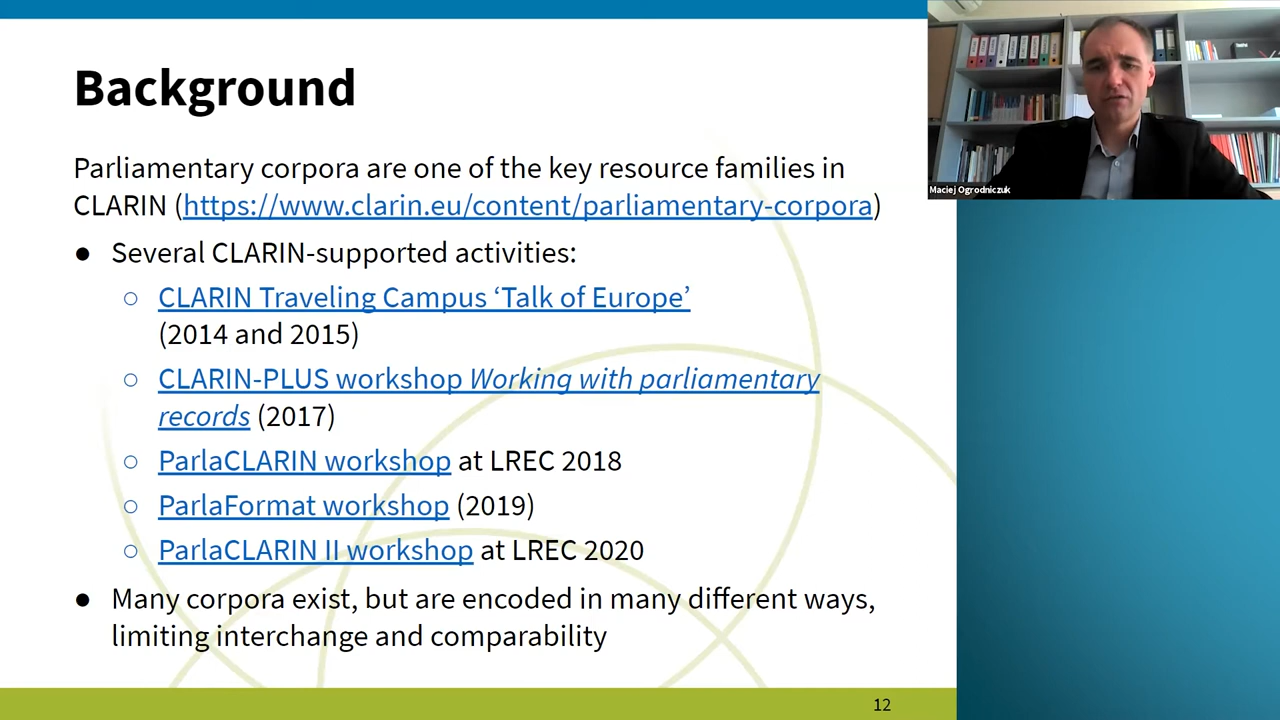 Background
Parliamentary corpora are one of the key resource families in
CLARIN (https://www.clarin.eu/content/parliamentary-corpora)
● Several CLARIN-supported activities:
○ CLARIN Traveling Campus ‘Talk of Europe’
(2014 and 2015)
○ CLARIN-PLUS workshop Working with parliamentary
records (2017)
○ ParlaCLARIN workshop at LREC 2018
○ ParlaFormat workshop (2019)
○ ParlaCLARIN II workshop at LREC 2020
● Many corpora exist, but are encoded in many different ways,
limiting interchange and comparability
12
Maciej Ogrodniczuk